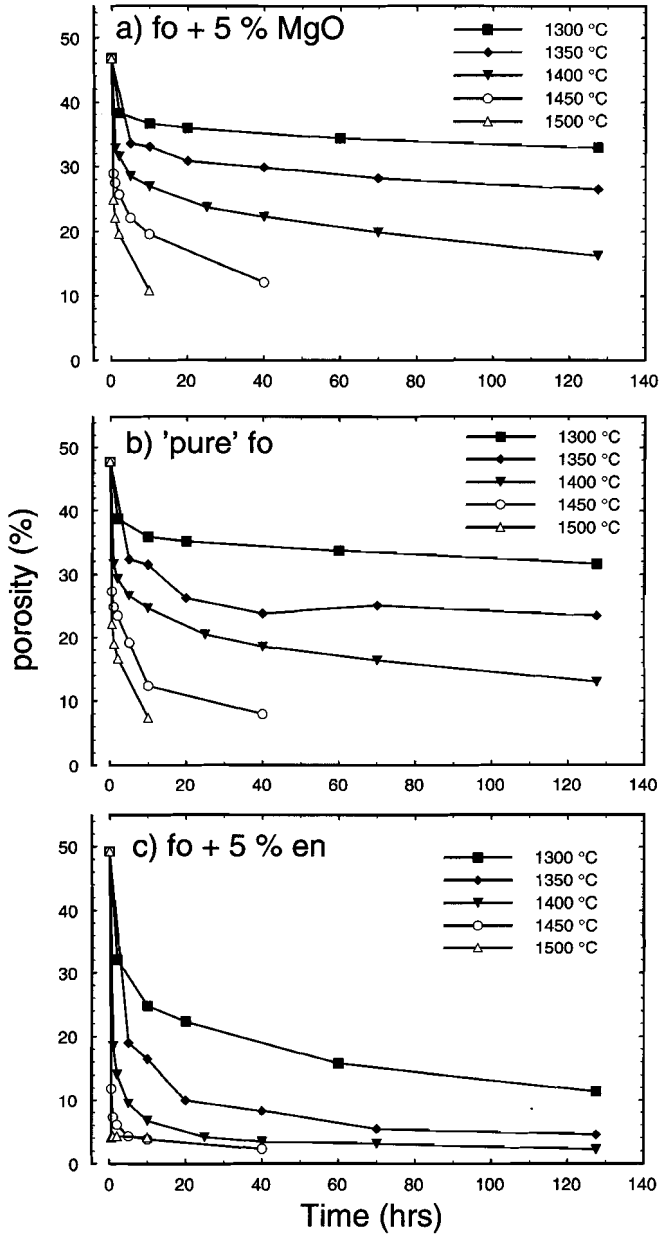 a) fo + 5 % MgO
1300 °C
1350 °C
1400 °C
1450 °C
1500 °C
50
40
30
20
10
0
0 20 40 60 80 100 120 140
b) 'pure' fo
1300 °C
1350 °C
1400 °C
1450 °C
1500 °C
porosity (%)
50
40
30
20
10
0
0 20 40 60 80 100 120 140
c) fo + 5 % en
1300 °C
1350 °C
1400 °C
1450 °C
1500 °C
50
40
30
20
10
0
0 20 40 60 80 100 120 140
Time (hrs)